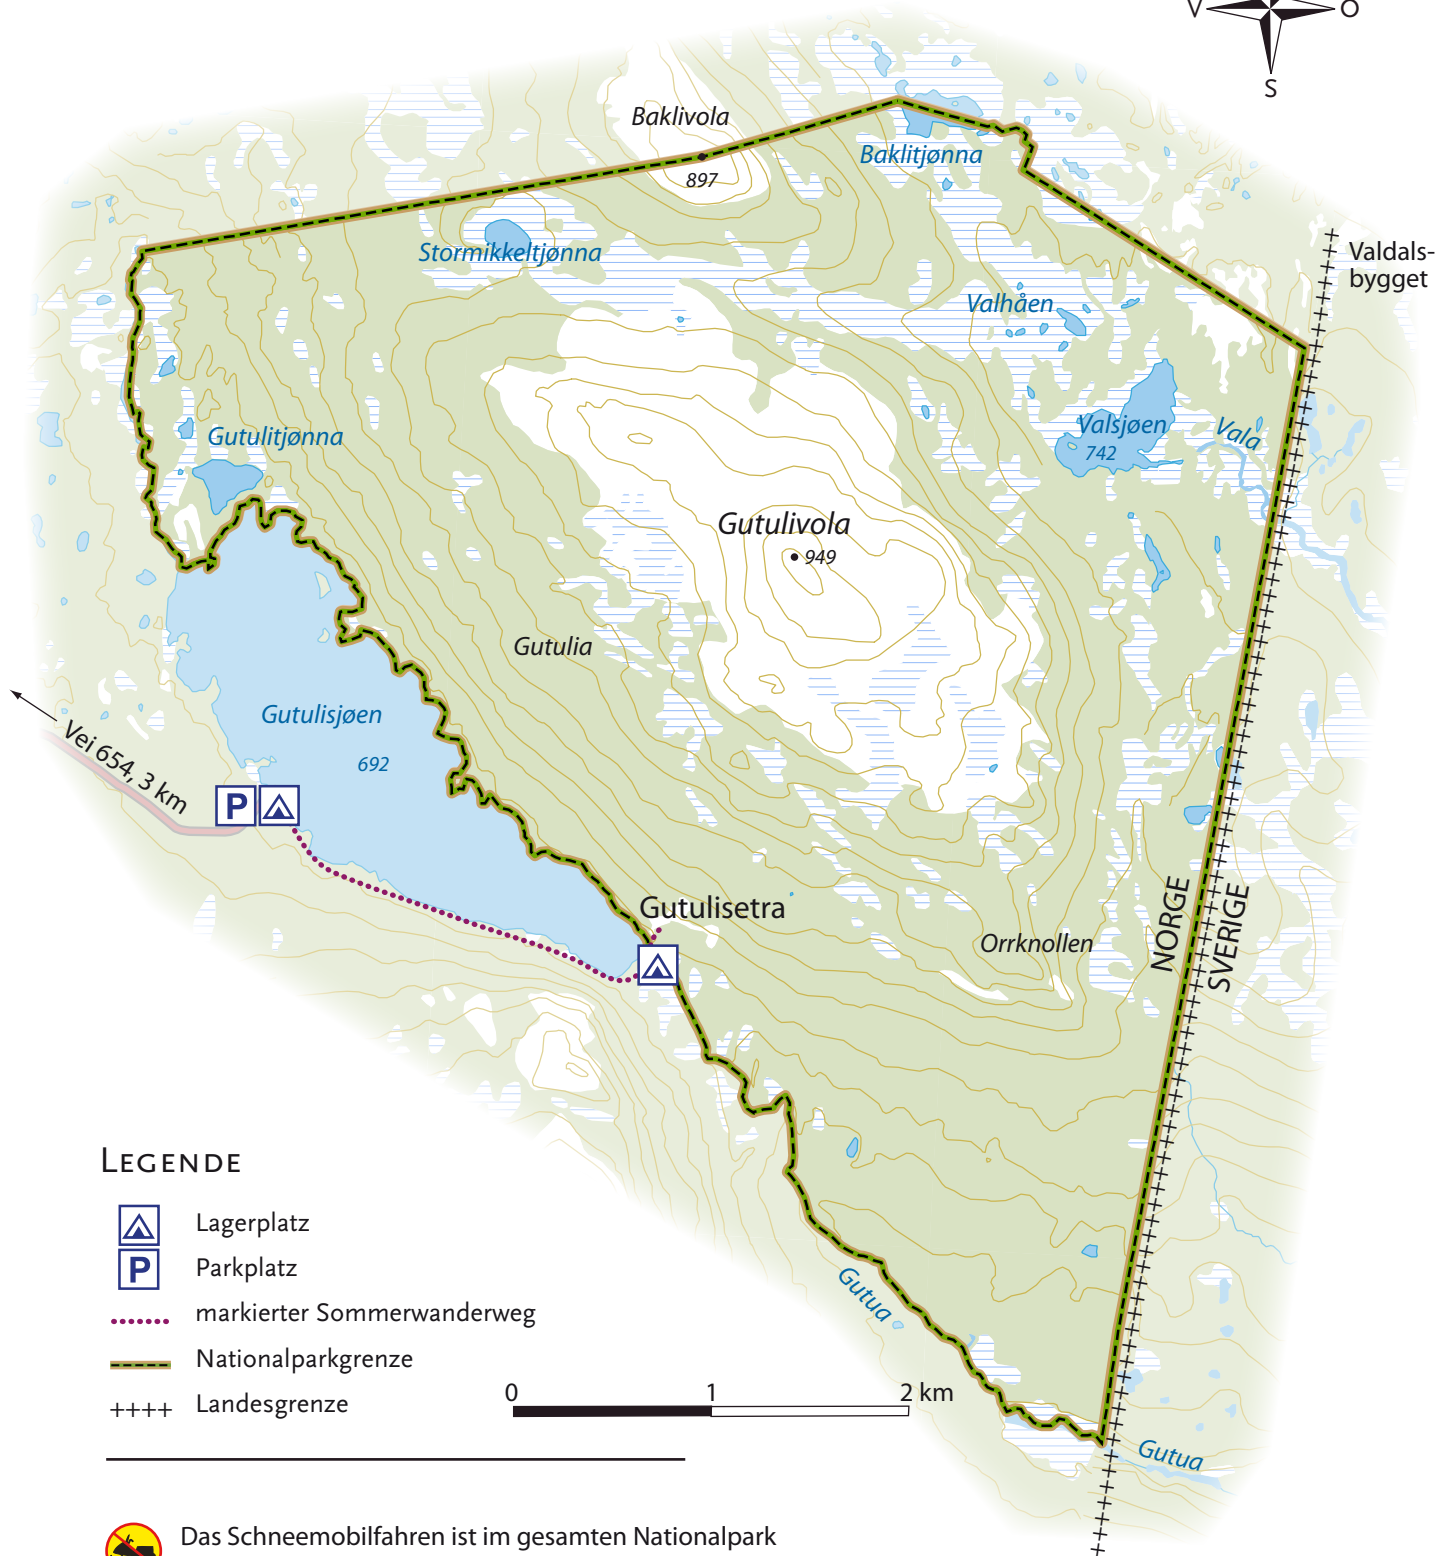 V
O
S
Baklivola
897
Baklitjønna
Stormikkeltjønna
Valdals-
bygget
Valhåen
Gutulitjønna
Valsjøen
742
Vala
Gutulivola
949
Gutulia
Gutulisjøen
692
Vei 654, 3 km
P
Gutulisetra
Orrknollen
NORGE
SVERIGE
LEGENDE
Lagerplatz
P Parkplatz
markierter Sommerwanderweg
Nationalparkgrenze
++++ Landesgrenze
0 1 2 km
Gutua
Gutua
Das Schneemobilfahren ist im gesamten Nationalpark